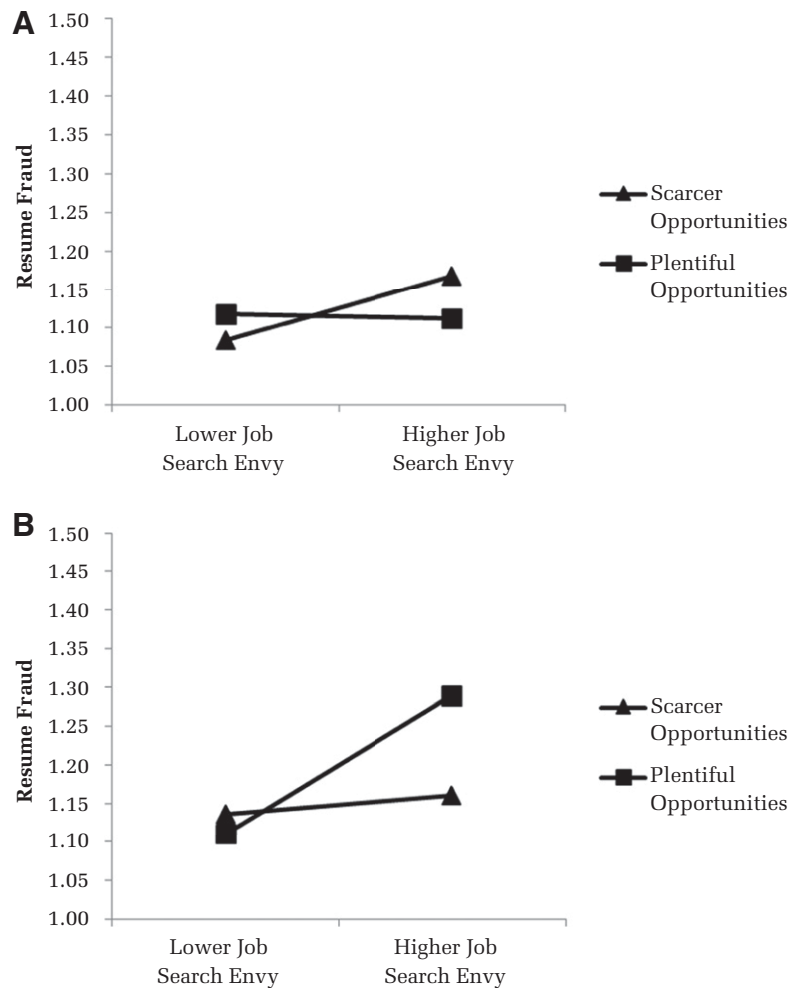 A
1.50
1.45
1.40
1.35
1.30
1.25
1.20
1.15
1.10
1.05
1.00
Resume Fraud
Lower Job
Search Envy
Higher Job
Search Envy
Scarcer
Opportunities
Plentiful
Opportunities
B
1.50
1.45
1.40
1.35
1.30
1.25
1.20
1.15
1.10
1.05
1.00
Resume Fraud
Lower Job
Search Envy
Higher Job
Search Envy
Scarcer
Opportunities
Plentiful
Opportunities